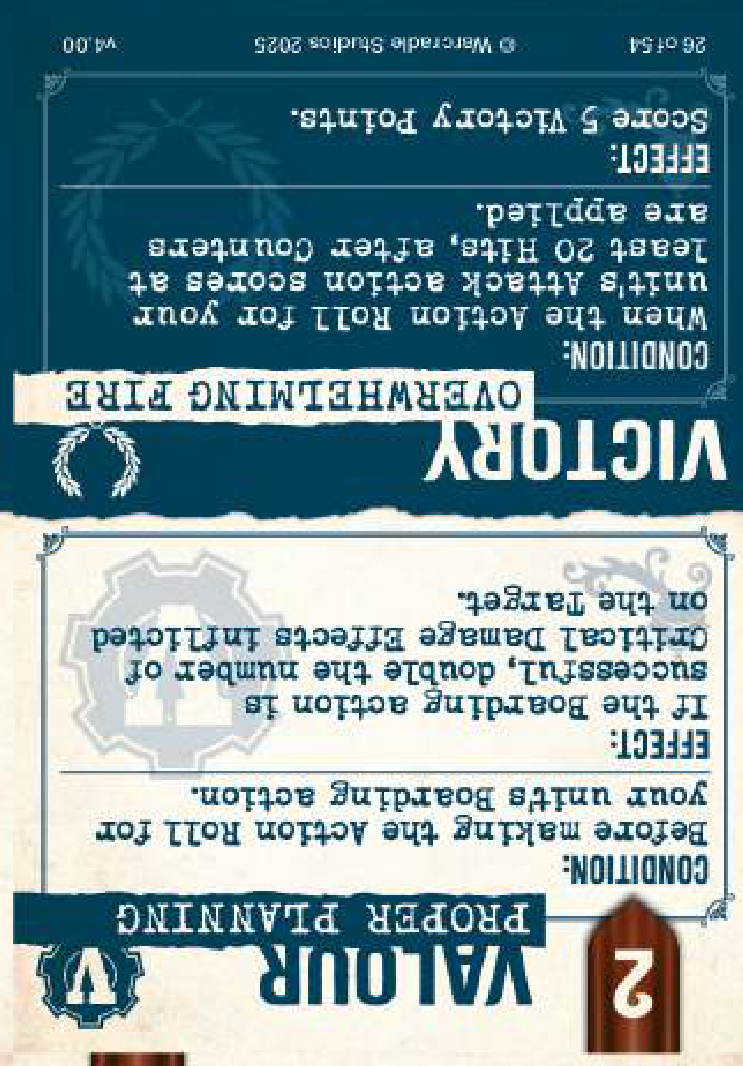 2
VALOUR
PROPER PLANNING
CONDITION:
Before making the Action Roll for
your unit's Boarding action.
EFFECT:
If the Boarding action is
successful, double the number of
Critical Damage Effects inflicted
on the Target.
VICTORY
OVERWHELMING FIRE
CONDITION:
When the Action Roll for your
unit's Attack action scores at
least 20 Hits, after Counters
are applied.
EFFECT:
Score 5 Victory Points.
26 of 54 © Warcradle Studios 2025 v4.00